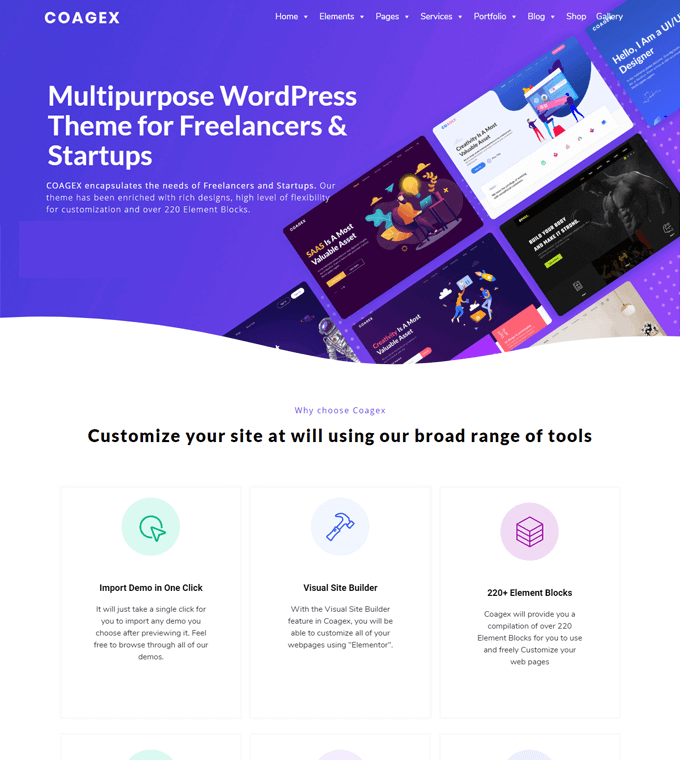 COAGEX
Home Elements Pages Services Portfolio Blog Shop Gallery
Multipurpose WordPress
Theme for Freelancers &
Startups
COAGEX encapsulates the needs of Freelancers and Startups. Our
theme has been enriched with rich designs, high level of flexibility
for customization and over 220 Element Blocks.
COAGEX
Hello, I Am a UI/U
Designer
COAGEX
Creativity Is A Most
Valuable Asset
COAGEX
SAAS Is A Most
Valuable Asset
BUILD YOUR BODY
AND MAKE IT STRONG.
COAGEX
Creativity Is A Most
Valuable Asset
Why choose Coagex
Customize your site at will using our broad range of tools
Import Demo in One Click
It will just take a single click for
you to import any demo you
choose after previewing it. Feel
free to browse through all of our
demos.
Visual Site Builder
With the Visual Site Builder
feature in Coagex, you will be
able to customize all of your
webpages using "Elementor".
220+ Element Blocks
Coagex will provide you a
compilation of over 220
Element Blocks for you to use
and freely Customize your
web pages